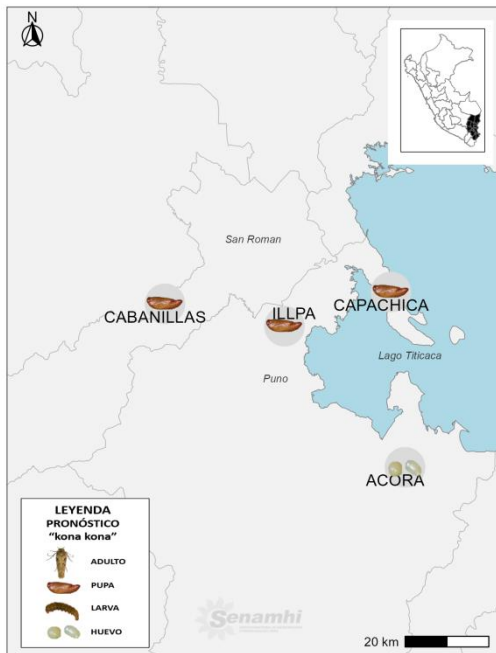 N
San Roman
CABANILLAS
ILLPA
CAPACHICA
Lago Titicaca
Puno
ACORA
LEYENDA
PRONÓSTICO
"kona kona"
ADULTO
PUPA
LARVA
HUEVO
Senamhi
20 km